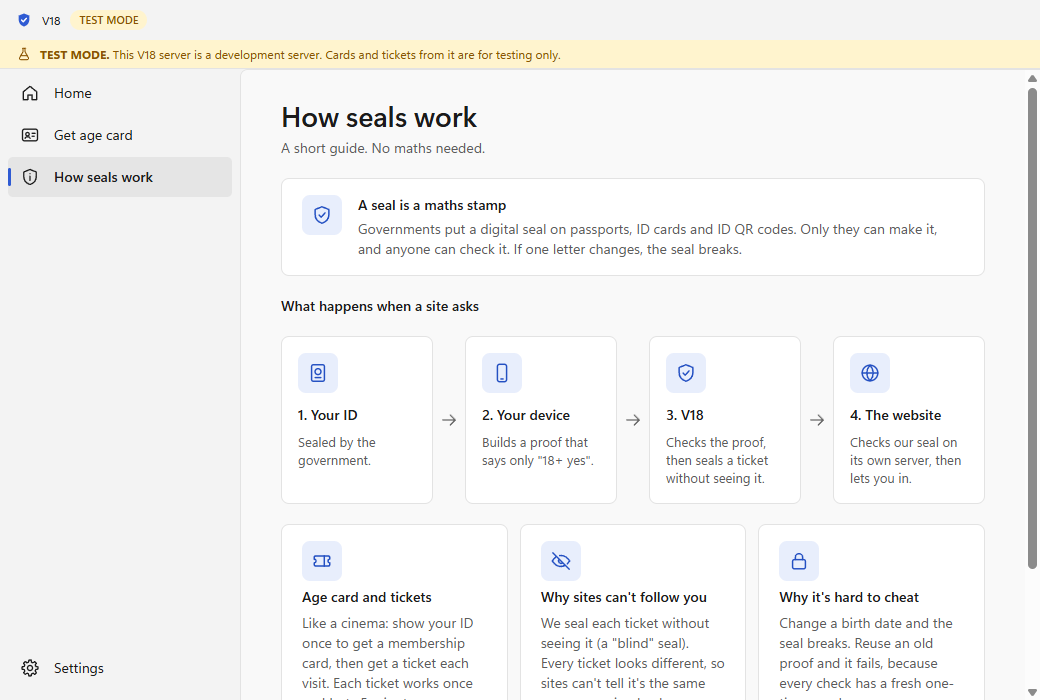 V18 TEST MODE
TEST MODE. This V18 server is a development server. Cards and tickets from it are for testing only.
Home
Get age card
How seals work
Settings
How seals work
A short guide. No maths needed.
A seal is a maths stamp
Governments put a digital seal on passports, ID cards and ID QR codes. Only they can make it,
and anyone can check it. If one letter changes, the seal breaks.
What happens when a site asks
1. Your ID
Sealed by the
government.
2. Your device
Builds a proof that
says only "18+ yes".
3. V18
Checks the proof,
then seals a ticket
without seeing it.
4. The website
Checks our seal on
its own server, then
lets you in.
Age card and tickets
Like a cinema: show your ID
once to get a membership
card, then get a ticket each
visit. Each ticket works once
Why sites can't follow you
We seal each ticket without
seeing it (a "blind" seal).
Every ticket looks different, so
sites can't tell it's the same
Why it's hard to cheat
Change a birth date and the
seal breaks. Reuse an old
proof and it fails, because
every check has a fresh one-